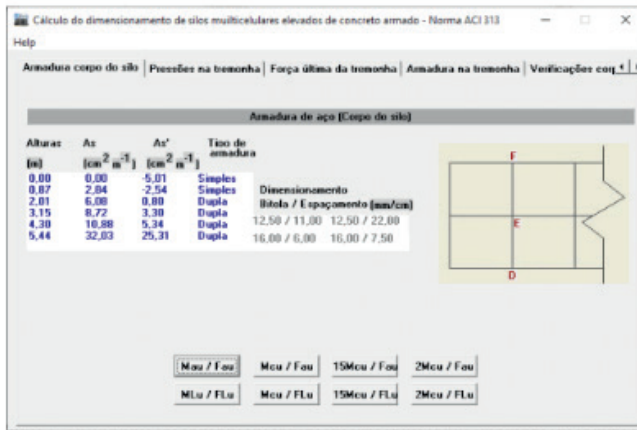 Cálculo do dimensionamento de silos muilticelulares elevados de concreto armado - Norma ACI 313
Help
Armadura corpo do silo Pressões na tremonha Força última da tremonha Armadura na tremonha Verificações corp
Armadura de aço (Corpo do silo)
Alturas As As' Tipo de armadura
(m) (cm² m⁻¹) (cm² m⁻¹)
0,00 0,00 -5,01 Simples
0,87 2,84 -2,54 Simples
2,01 6,08 0,80 Dupla
3,15 8,72 3,30 Dupla
4,30 10,88 5,34 Dupla
5,44 32,03 25,31 Dupla
Dimensionamento
Bitola / Espaçamento (mm/cm)
12,50 / 11,00 12,50 / 22,00
16,00 / 6,00 16,00 / 7,50
F
E
D
Mau / Fau Mcu / Fau 15Mcu / Fau 2Mcu / Fau
MLu / FLu Mcu / FLu 15Mcu / FLu 2Mcu / FLu